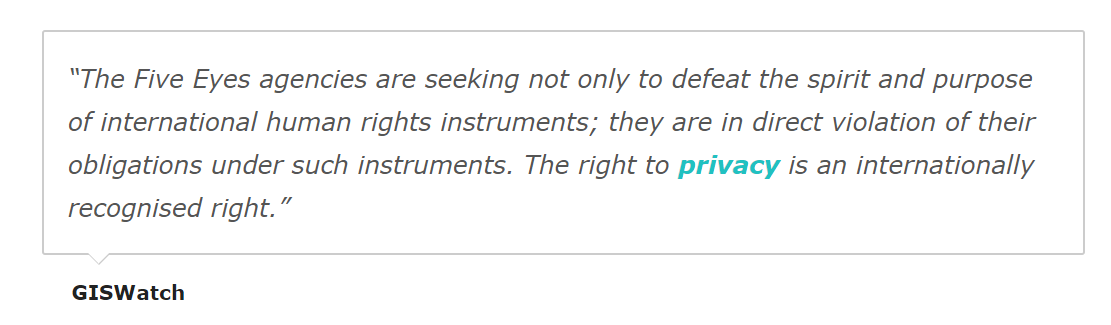 “The Five Eyes agencies are seeking not only to defeat the spirit and purpose
of international human rights instruments; they are in direct violation of their
obligations under such instruments. The right to privacy is an internationally
recognised right.”
GISWatch